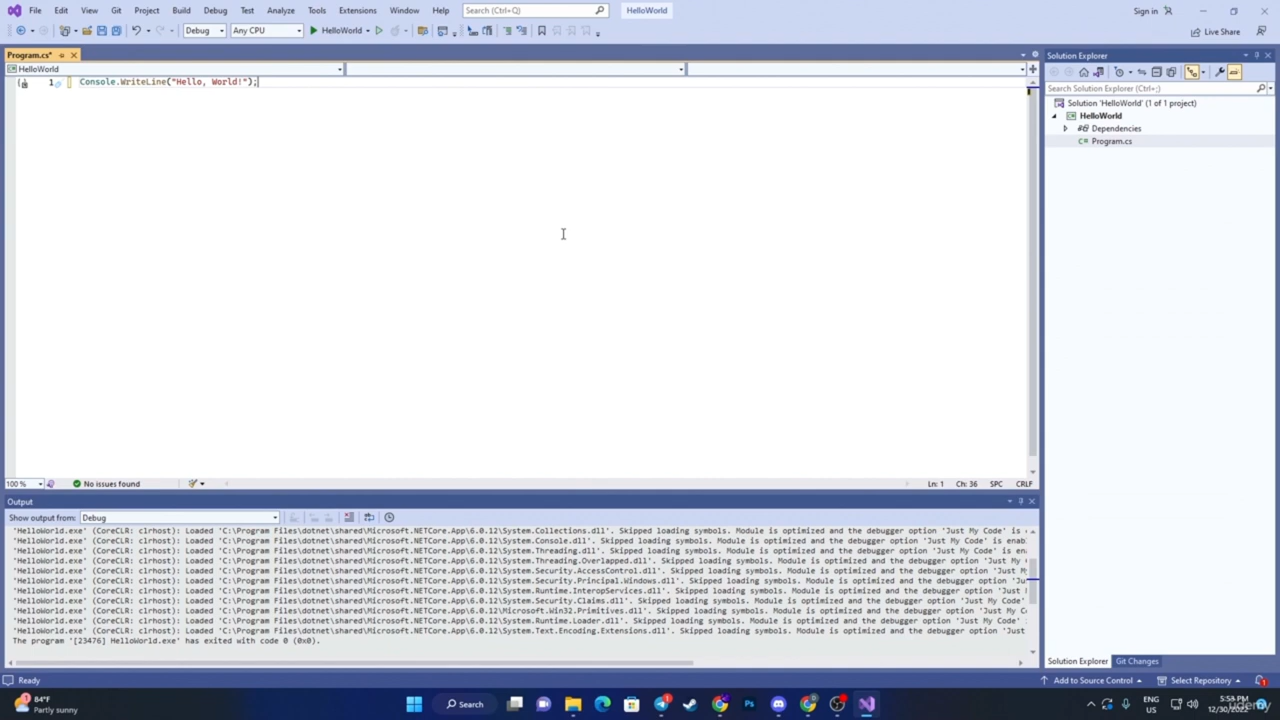 File Edit View Git Project Build Debug Test Analyze Tools Extensions Window Help Search (Ctrl+Q) HelloWorld Sign in
Debug Any CPU HelloWorld Live Share
Program.cs* Solution Explorer
HelloWorld
1 Console.WriteLine("Hello, World!");
Search Solution Explorer (Ctrl+;)
Solution 'HelloWorld' (1 of 1 project)
HelloWorld
Dependencies
C# Program.cs
100 % No issues found Ln: 1 Ch: 36 SPC CRLF
Output
Show output from: Debug
'HelloWorld.exe' (CoreCLR: clrhost): Loaded 'C:\Program Files\dotnet\shared\Microsoft.NETCore.App\6.0.12\System.Collections.dll'. Skipped loading symbols. Module is optimized and the debugger option 'Just My Code' is
'HelloWorld.exe' (CoreCLR: clrhost): Loaded 'C:\Program Files\dotnet\shared\Microsoft.NETCore.App\6.0.12\System.Console.dll'. Skipped loading symbols. Module is optimized and the debugger option 'Just My Code' is enab
'HelloWorld.exe' (CoreCLR: clrhost): Loaded 'C:\Program Files\dotnet\shared\Microsoft.NETCore.App\6.0.12\System.Threading.dll'. Skipped loading symbols. Module is optimized and the debugger option 'Just My Code' is en
'HelloWorld.exe' (CoreCLR: clrhost): Loaded 'C:\Program Files\dotnet\shared\Microsoft.NETCore.App\6.0.12\System.Threading.Overlapped.dll'. Skipped loading symbols. Module is optimized and the debugger option 'Just My
'HelloWorld.exe' (CoreCLR: clrhost): Loaded 'C:\Program Files\dotnet\shared\Microsoft.NETCore.App\6.0.12\System.Security.AccessControl.dll'. Skipped loading symbols. Module is optimized and the debugger option 'Just My
'HelloWorld.exe' (CoreCLR: clrhost): Loaded 'C:\Program Files\dotnet\shared\Microsoft.NETCore.App\6.0.12\System.Security.Principal.Windows.dll'. Skipped loading symbols. Module is optimized and the debugger option 'Ju
'HelloWorld.exe' (CoreCLR: clrhost): Loaded 'C:\Program Files\dotnet\shared\Microsoft.NETCore.App\6.0.12\System.Runtime.InteropServices.dll'. Skipped loading symbols. Module is optimized and the debugger option 'Just
'HelloWorld.exe' (CoreCLR: clrhost): Loaded 'C:\Program Files\dotnet\shared\Microsoft.NETCore.App\6.0.12\System.Security.Claims.dll'. Skipped loading symbols. Module is optimized and the debugger option 'Just My Code'
'HelloWorld.exe' (CoreCLR: clrhost): Loaded 'C:\Program Files\dotnet\shared\Microsoft.NETCore.App\6.0.12\Microsoft.Win32.Primitives.dll'. Skipped loading symbols. Module is optimized and the debugger option 'Just My Co
'HelloWorld.exe' (CoreCLR: clrhost): Loaded 'C:\Program Files\dotnet\shared\Microsoft.NETCore.App\6.0.12\System.Runtime.Loader.dll'. Skipped loading symbols. Module is optimized and the debugger option 'Just My Code'
'HelloWorld.exe' (CoreCLR: clrhost): Loaded 'C:\Program Files\dotnet\shared\Microsoft.NETCore.App\6.0.12\System.Text.Encoding.Extensions.dll'. Skipped loading symbols. Module is optimized and the debugger option 'Just
The program '[23476] HelloWorld.exe' has exited with code 0 (0x0).
Solution Explorer Git Changes
Ready Add to Source Control Select Repository 1
84°F
Partly sunny
Search
ENG
US
12/30/2022
udemy